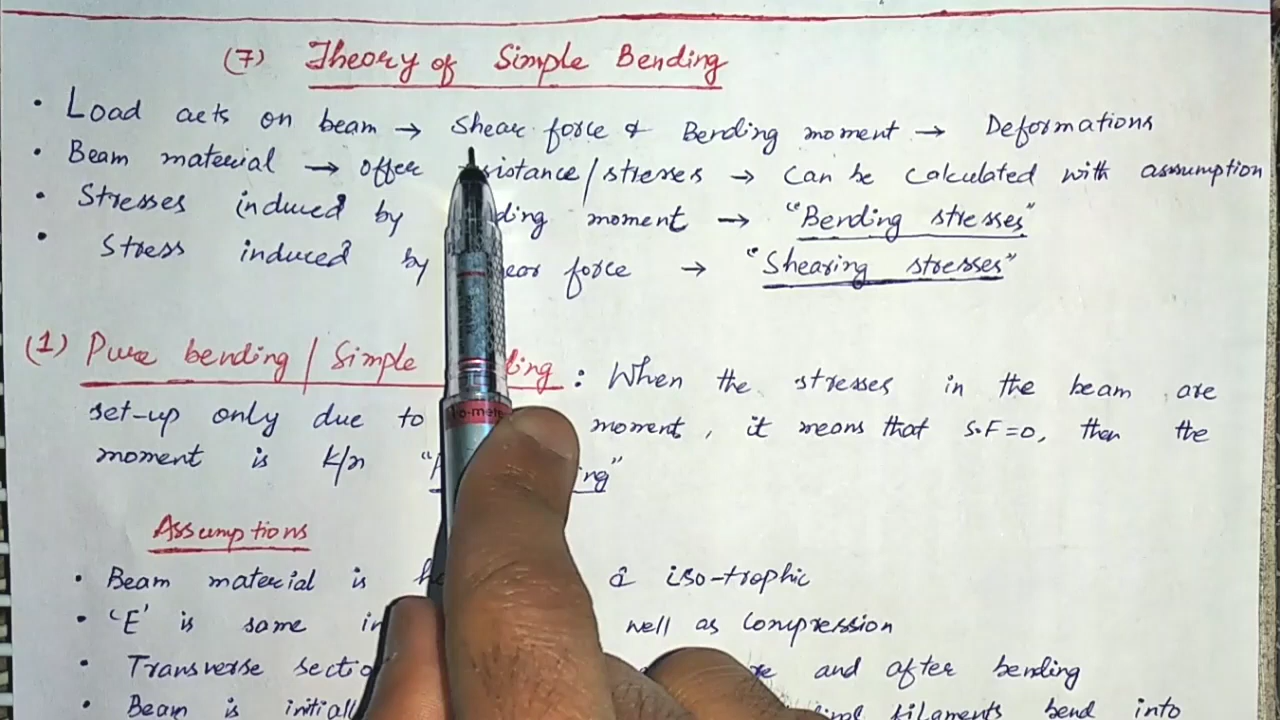 (7) Theory of Simple Bending
• Load acts on beam → Shear force & Bending moment → Deformations
• Beam material → offer sistance/stresses → can be calculated with assumption
• Stresses induced by ding moment → "Bending stresses"
• Stress induced by ear force → "Shearing stresses"
(1) Pure bending / Simple ding : When the stresses in the beam are
set-up only due to moment, it means that S.F=0, then the
moment is k/n "P ing"
Assumptions
• Beam material is ho & iso-trophic
• 'E' is same in well as compression
• Transverse sectio re and after bending
• Beam is initiall filaments bend into